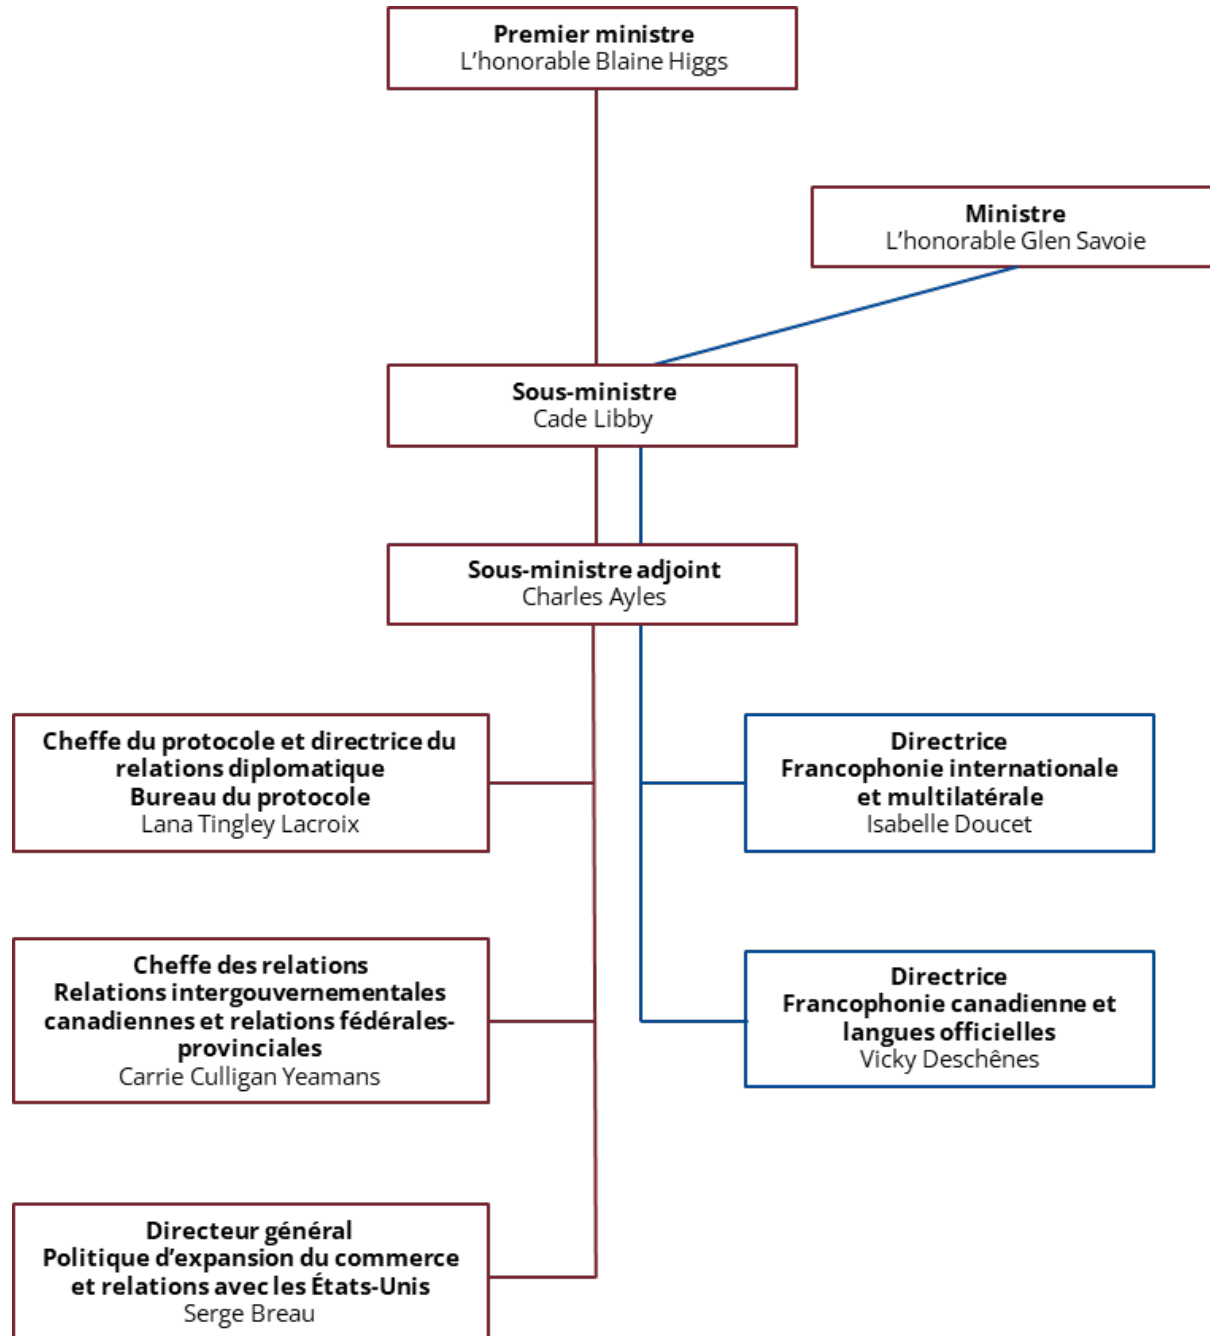 Premier ministre
L'honorable Blaine Higgs
Ministre
L'honorable Glen Savoie
Sous-ministre
Cade Libby
Sous-ministre adjoint
Charles Ayles
Cheffe du protocole et directrice du
relations diplomatique
Bureau du protocole
Lana Tingley Lacroix
Directrice
Francophonie internationale
et multilatérale
Isabelle Doucet
Cheffe des relations
Relations intergouvernementales
canadiennes et relations fédérales-
provinciales
Carrie Culligan Yeamans
Directrice
Francophonie canadienne et
langues officielles
Vicky Deschênes
Directeur général
Politique d'expansion du commerce
et relations avec les États-Unis
Serge Breau